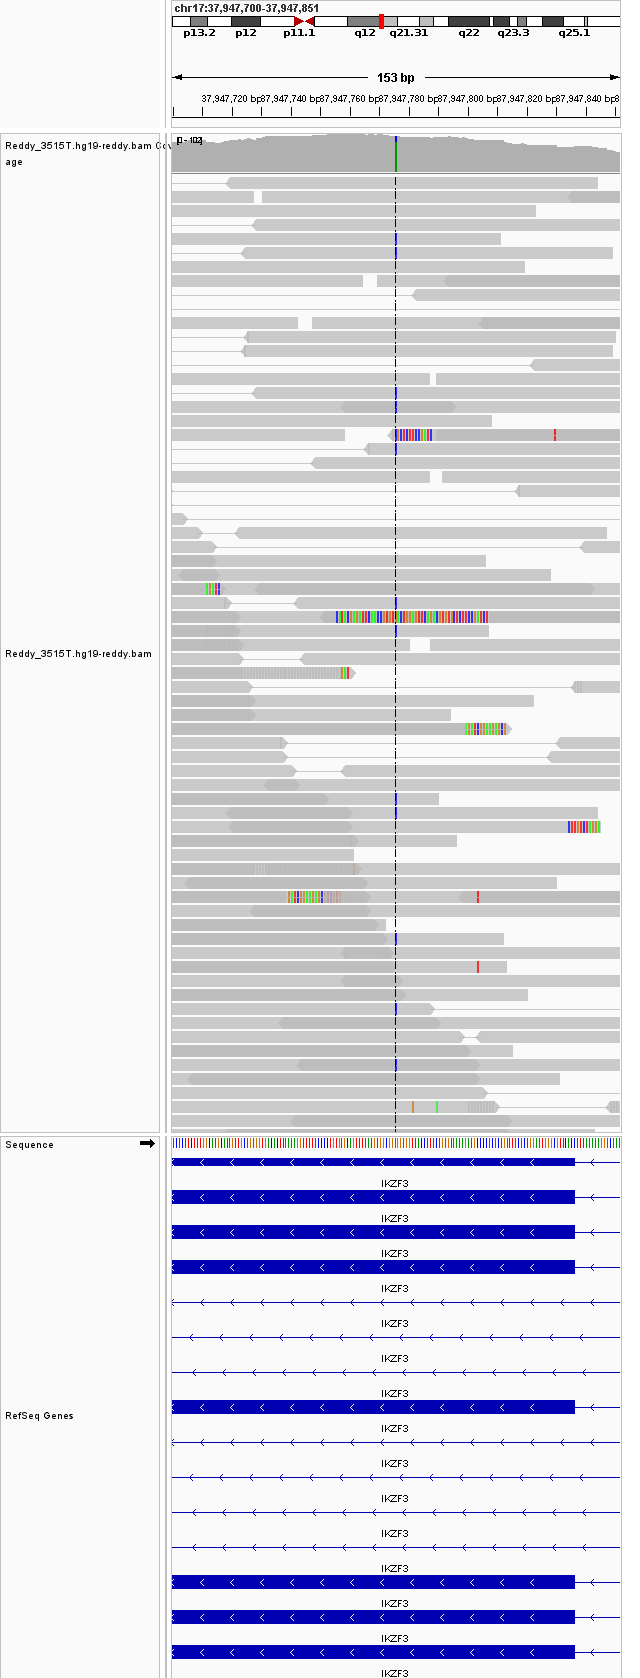 chr17:37,947,700-37,947,851
p13.2 p12 p11.1 q12 q21.31 q22 q23.3 q25.1
153 bp
37,947,720 bp 37,947,740 bp 37,947,760 bp 37,947,780 bp 37,947,800 bp 37,947,820 bp 37,947,840 bp
Reddy_3515T.hg19-reddy.bam Cov
age
[0 - 102]
Reddy_3515T.hg19-reddy.bam
Sequence
IKZF3
IKZF3
IKZF3
IKZF3
IKZF3
IKZF3
IKZF3
RefSeq Genes
IKZF3
IKZF3
IKZF3
IKZF3
IKZF3
IKZF3
IKZF3
IKZF3